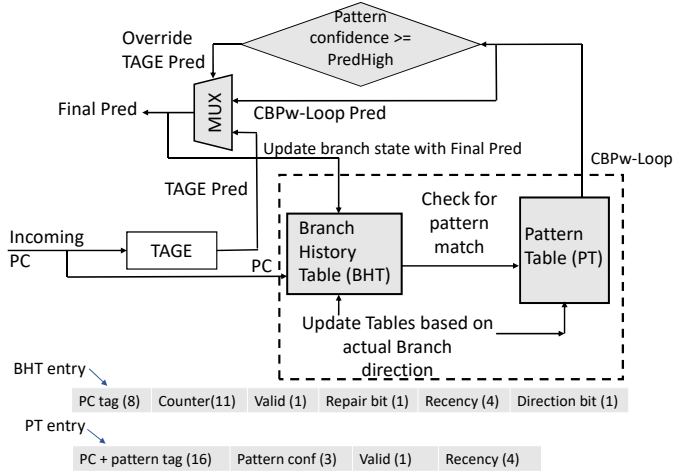 Pattern
confidence >=
PredHigh
Override
TAGE Pred
MUX
Final Pred
CBPw-Loop Pred
Update branch state with Final Pred
CBPw-Loop
TAGE Pred
Check for
pattern
match
Incoming
PC
TAGE
PC
Branch
History
Table (BHT)
Pattern
Table (PT)
Update Tables based on
actual Branch
direction
BHT entry
PC tag (8) Counter(11) Valid (1) Repair bit (1) Recency (4) Direction bit (1)
PT entry
PC + pattern tag (16) Pattern conf (3) Valid (1) Recency (4)